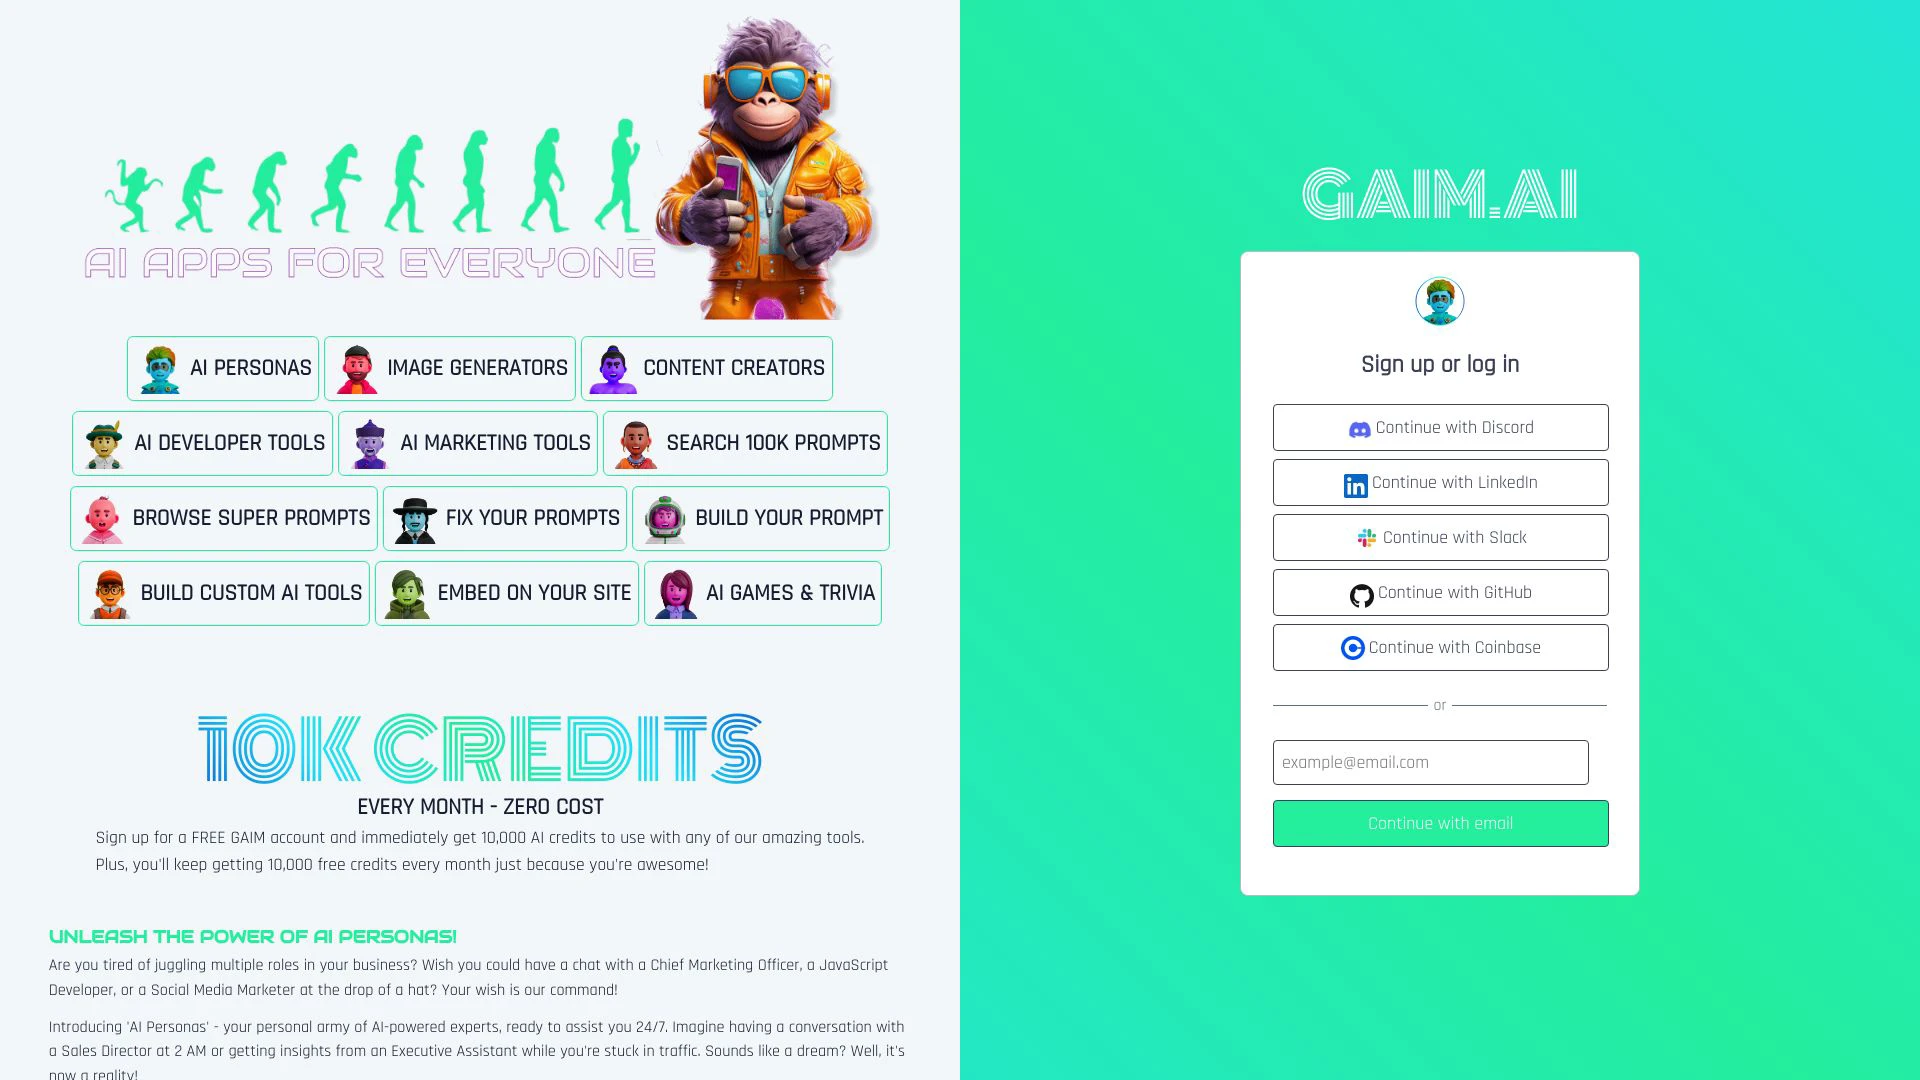 AI APPS FOR EVERYONE
AI PERSONAS
IMAGE GENERATORS
CONTENT CREATORS
AI DEVELOPER TOOLS
AI MARKETING TOOLS
SEARCH 100K PROMPTS
BROWSE SUPER PROMPTS
FIX YOUR PROMPTS
BUILD YOUR PROMPT
BUILD CUSTOM AI TOOLS
EMBED ON YOUR SITE
AI GAMES & TRIVIA
10K CREDITS
EVERY MONTH - ZERO COST
Sign up for a FREE GAIM account and immediately get 10,000 AI credits to use with any of our amazing tools.
Plus, you'll keep getting 10,000 free credits every month just because you're awesome!
UNLEASH THE POWER OF AI PERSONAS!
Are you tired of juggling multiple roles in your business? Wish you could have a chat with a Chief Marketing Officer, a JavaScript
Developer, or a Social Media Marketer at the drop of a hat? Your wish is our command!
Introducing 'AI Personas' - your personal army of AI-powered experts, ready to assist you 24/7. Imagine having a conversation with
a Sales Director at 2 AM or getting insights from an Executive Assistant while you're stuck in traffic. Sounds like a dream? Well, it's
now a reality!
GAIM.AI
Sign up or log in
Continue with Discord
Continue with LinkedIn
Continue with Slack
Continue with GitHub
Continue with Coinbase
or
example@email.com
Continue with email